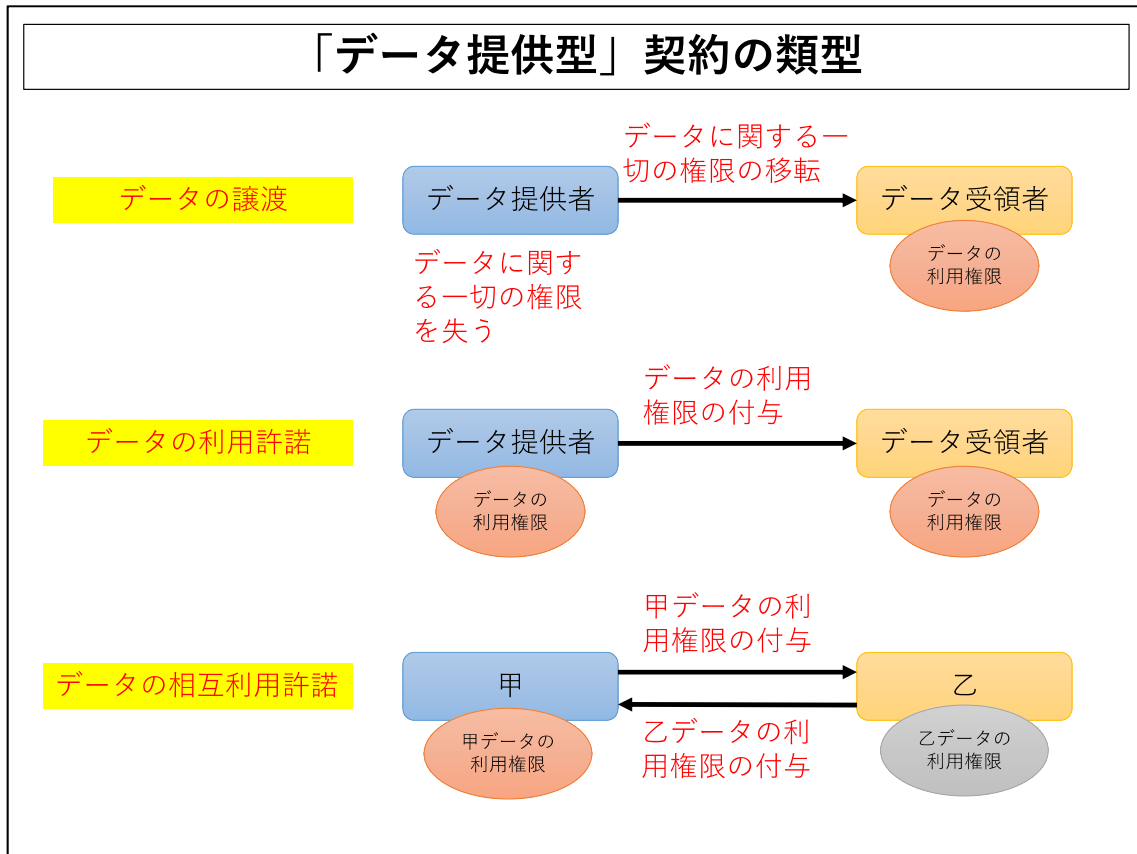 「データ提供型」契約の類型
データに関する一
切の権限の移転
データの譲渡
データ提供者
データ受領者
データの
利用権限
データに関す
る一切の権限
を失う
データの利用
権限の付与
データの利用許諾
データ提供者
データ受領者
データの
利用権限
データの
利用権限
甲データの利
用権限の付与
データの相互利用許諾
甲
乙
乙データの利
用権限の付与
甲データの
利用権限
乙データの
利用権限